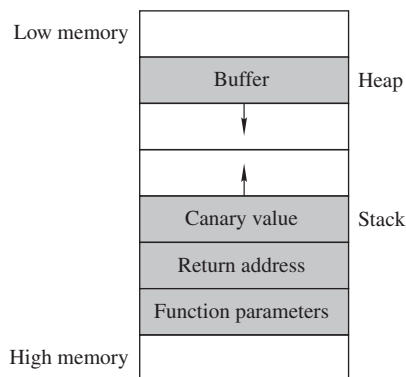 Low memory
Buffer
Heap
Canary value
Stack
Return address
Function parameters
High memory